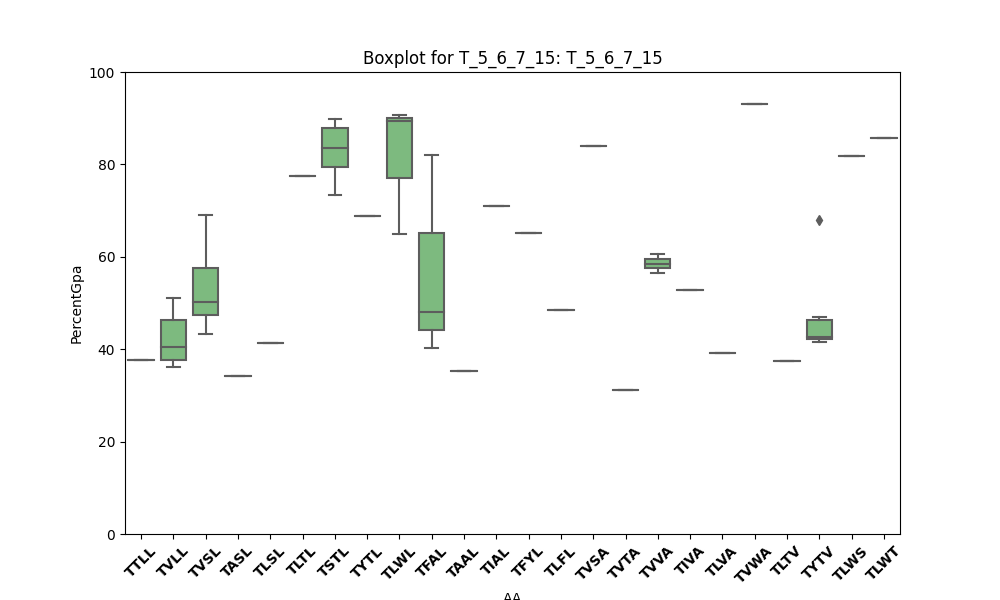 Boxplot for T_5_6_7_15: T_5_6_7_15
100
80
60
40
20
0
PercentGpa
TTLL TVLL TVSL TASL TLSL TLTL TSTL TYTL TLWL TFAL TAAL TIAL TFYL TLFL TVSA TVTA TVVA TIVA TLVA TVWA TLTV TYTV TLWS TLWT
AA